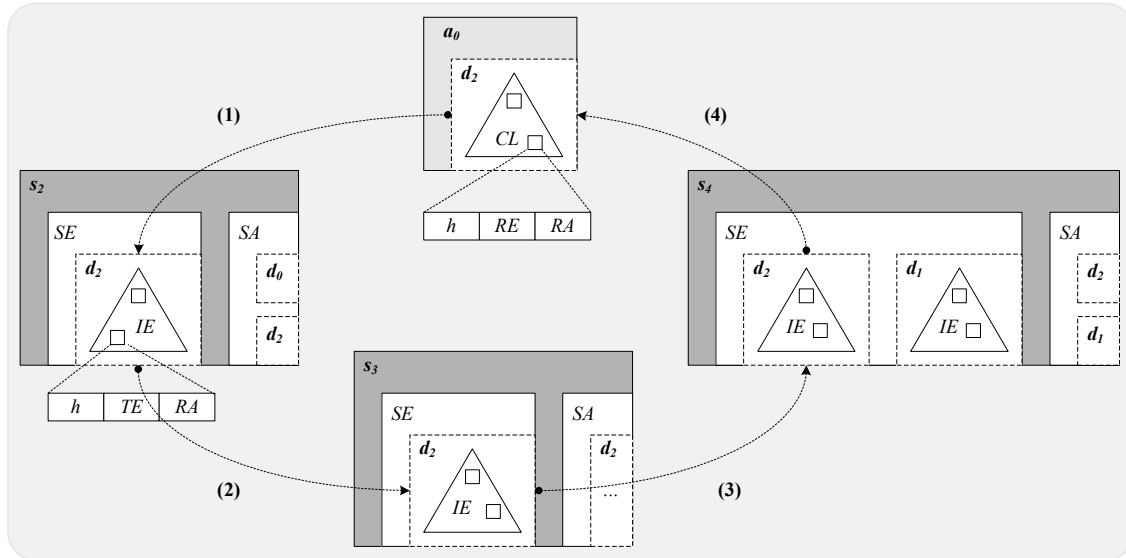 a0
d2
CL
h RE RA
(1)
(4)
s2
SE
SA
d2
IE
d0
d2
h TE RA
s4
SE
SA
d2
IE
d1
IE
d2
d1
s3
SE
SA
d2
IE
d2
...
(2)
(3)